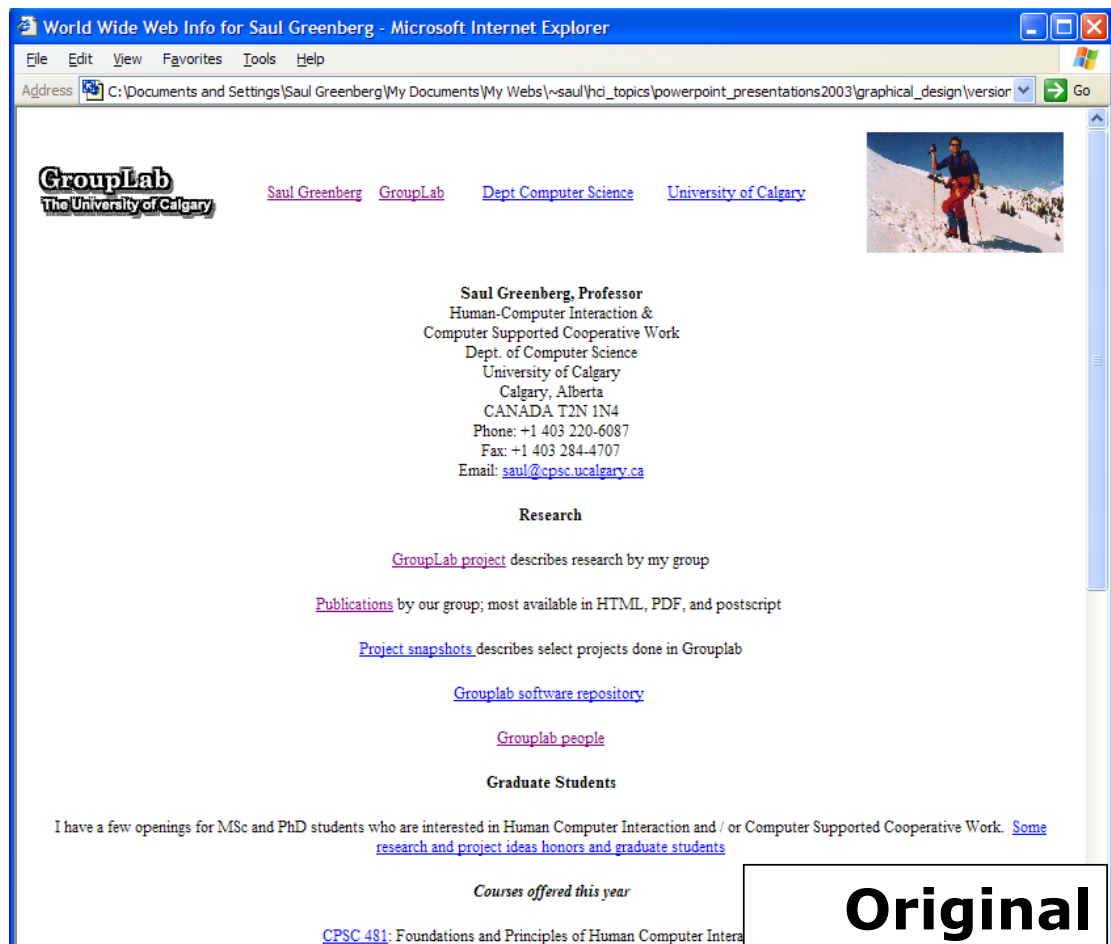 World Wide Web Info for Saul Greenberg - Microsoft Internet Explorer
File Edit View Favorites Tools Help
Address C:\Documents and Settings\Saul Greenberg\My Documents\My Webs\~saul\hci_topics\powerpoint_presentations2003\graphical_design\version Go
GroupLab
The University of Calgary
Saul Greenberg GroupLab Dept Computer Science University of Calgary
Saul Greenberg, Professor
Human-Computer Interaction &
Computer Supported Cooperative Work
Dept. of Computer Science
University of Calgary
Calgary, Alberta
CANADA T2N 1N4
Phone: +1 403 220-6087
Fax: +1 403 284-4707
Email: saul@cpsc.ucalgary.ca
Research
GroupLab project describes research by my group
Publications by our group; most available in HTML, PDF, and postscript
Project snapshots describes select projects done in Grouplab
Grouplab software repository
Grouplab people
Graduate Students
I have a few openings for MSc and PhD students who are interested in Human Computer Interaction and / or Computer Supported Cooperative Work. Some
research and project ideas honors and graduate students
Courses offered this year
CPSC 481: Foundations and Principles of Human Computer Intera
Original